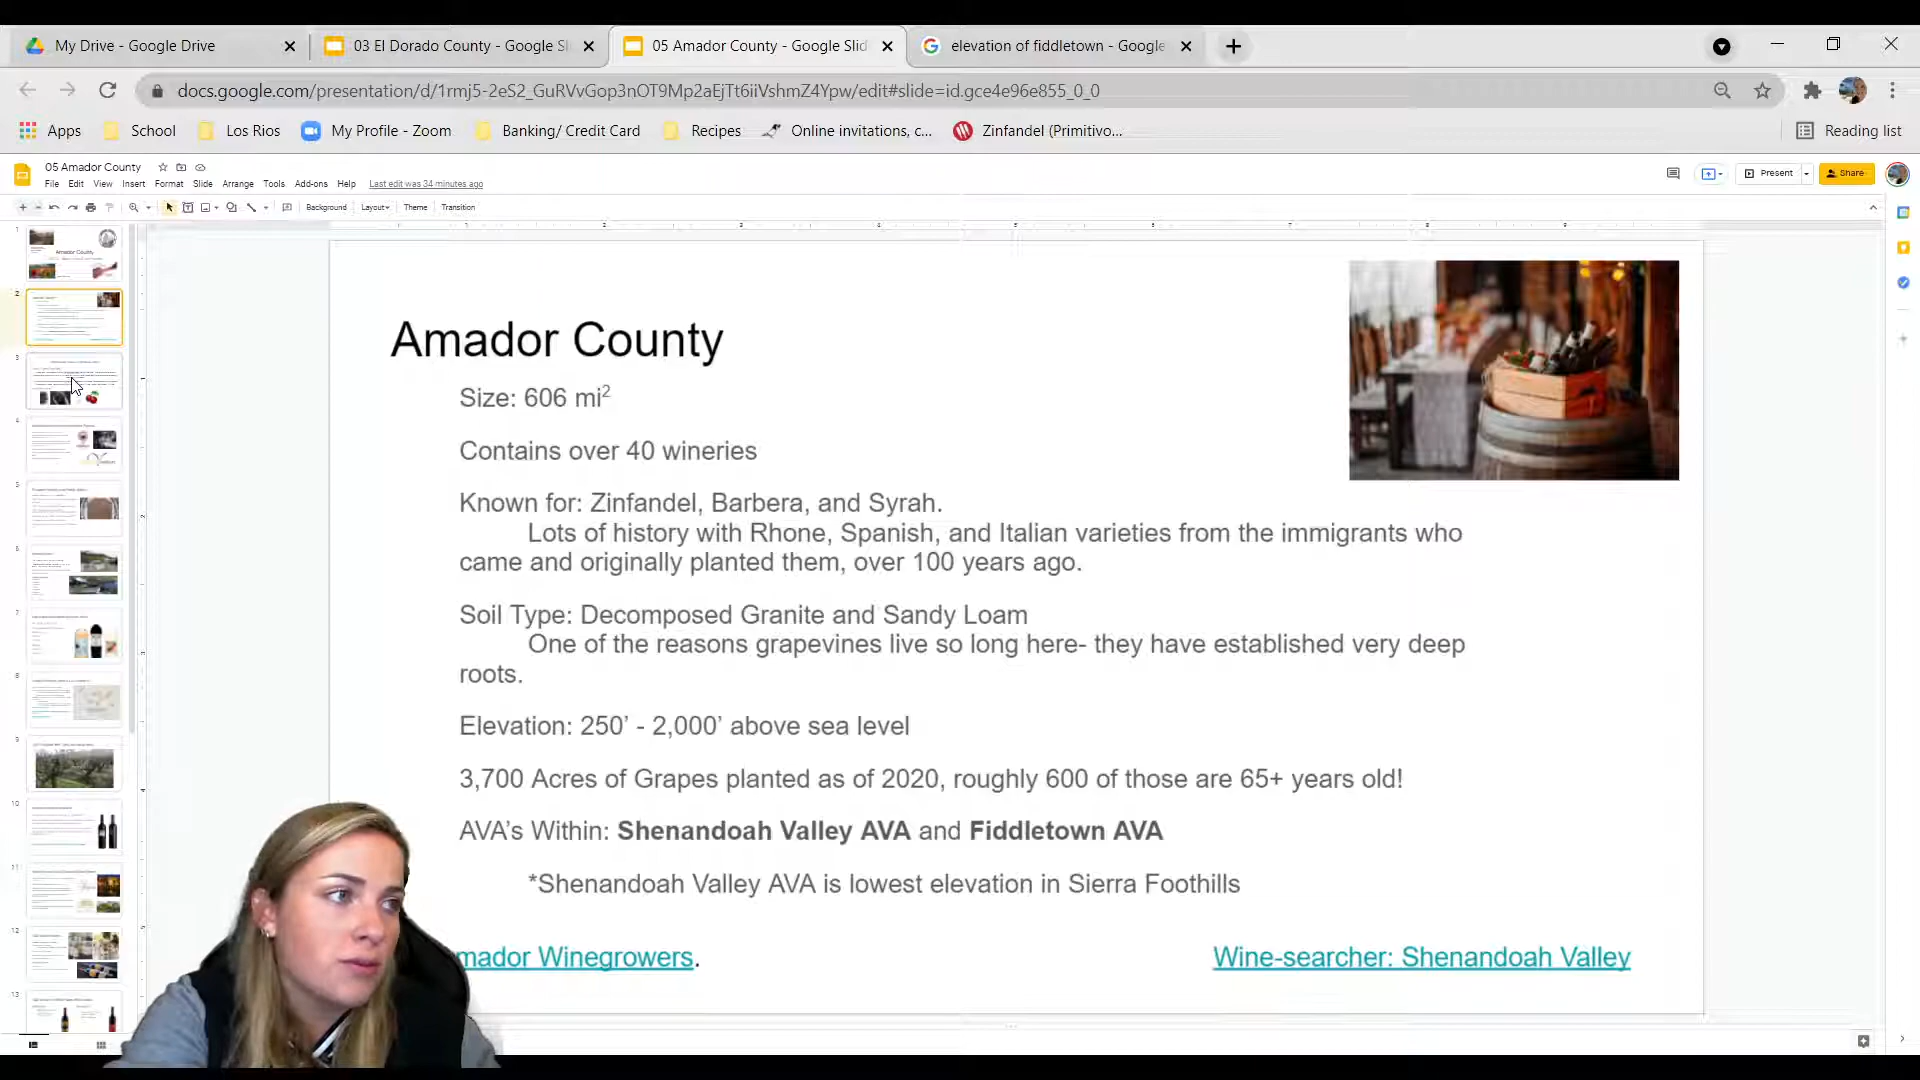 My Drive - Google Drive
03 El Dorado County - Google Sl
05 Amador County - Google Slid
elevation of fiddletown - Google
docs.google.com/presentation/d/1rmj5-2eS2_GuRVvGop3nOT9Mp2aEjTt6iiVshmZ4Ypw/edit#slide=id.gce4e96e855_0_0
Apps
School
Los Rios
My Profile - Zoom
Banking/ Credit Card
Recipes
Online invitations, c...
Zinfandel (Primitivo...
Reading list
05 Amador County
File Edit View Insert Format Slide Arrange Tools Add-ons Help Last edit was 34 minutes ago
Present
Share
Background Layout Theme Transition
Amador County
Size: 606 mi²
Contains over 40 wineries
Known for: Zinfandel, Barbera, and Syrah.
Lots of history with Rhone, Spanish, and Italian varieties from the immigrants who
came and originally planted them, over 100 years ago.
Soil Type: Decomposed Granite and Sandy Loam
One of the reasons grapevines live so long here- they have established very deep
roots.
Elevation: 250’ - 2,000’ above sea level
3,700 Acres of Grapes planted as of 2020, roughly 600 of those are 65+ years old!
AVA’s Within: Shenandoah Valley AVA and Fiddletown AVA
*Shenandoah Valley AVA is lowest elevation in Sierra Foothills
mador Winegrowers.
Wine-searcher: Shenandoah Valley